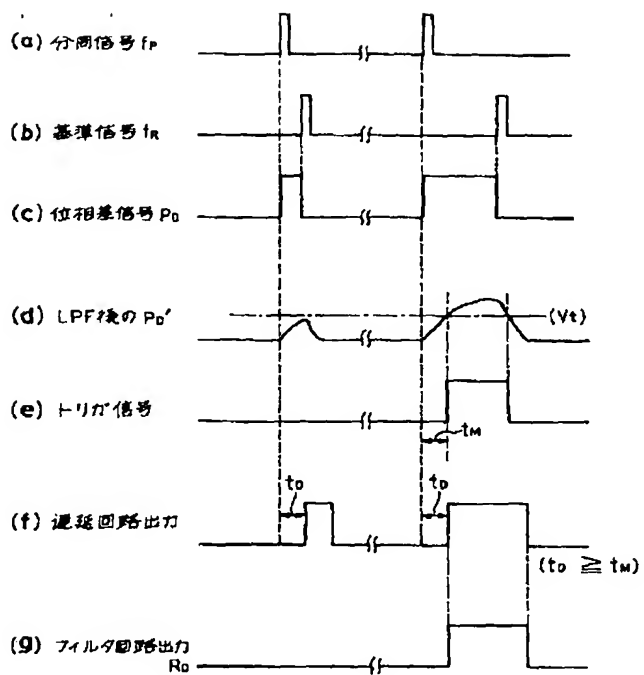 (a) 分周信号 fP
(b) 基準信号 fR
(c) 位相差信号 PD
(d) LPF後の PD′
(Vt)
(e) トリガ信号
tM
tD
tD
(f) 遅延回路出力
(tD ≧ tM)
(g) フィルタ回路出力
RD